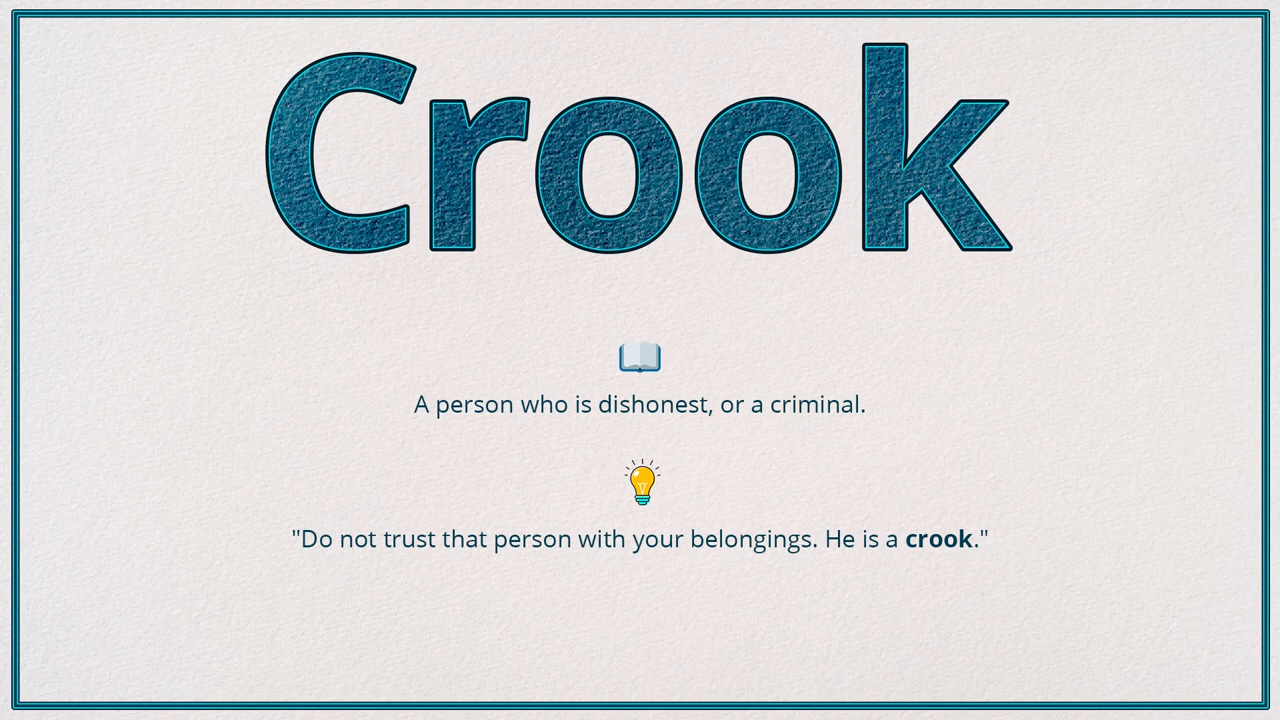 Crook
A person who is dishonest, or a criminal.
"Do not trust that person with your belongings. He is a crook."